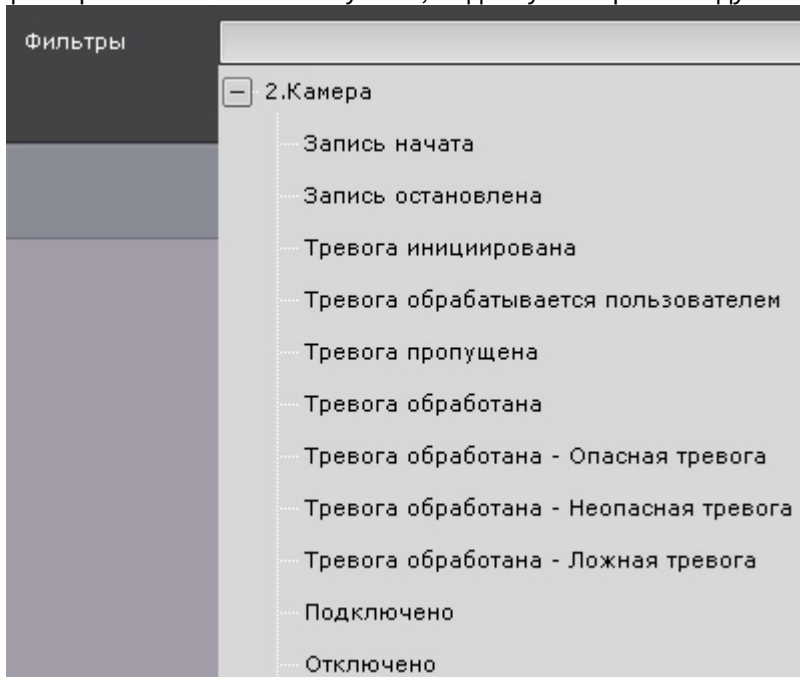 Фильтры
2.Камера
Запись начата
Запись остановлена
Тревога инициирована
Тревога обрабатывается пользователем
Тревога пропущена
Тревога обработана
Тревога обработана - Опасная тревога
Тревога обработана - Неопасная тревога
Тревога обработана - Ложная тревога
Подключено
Отключено